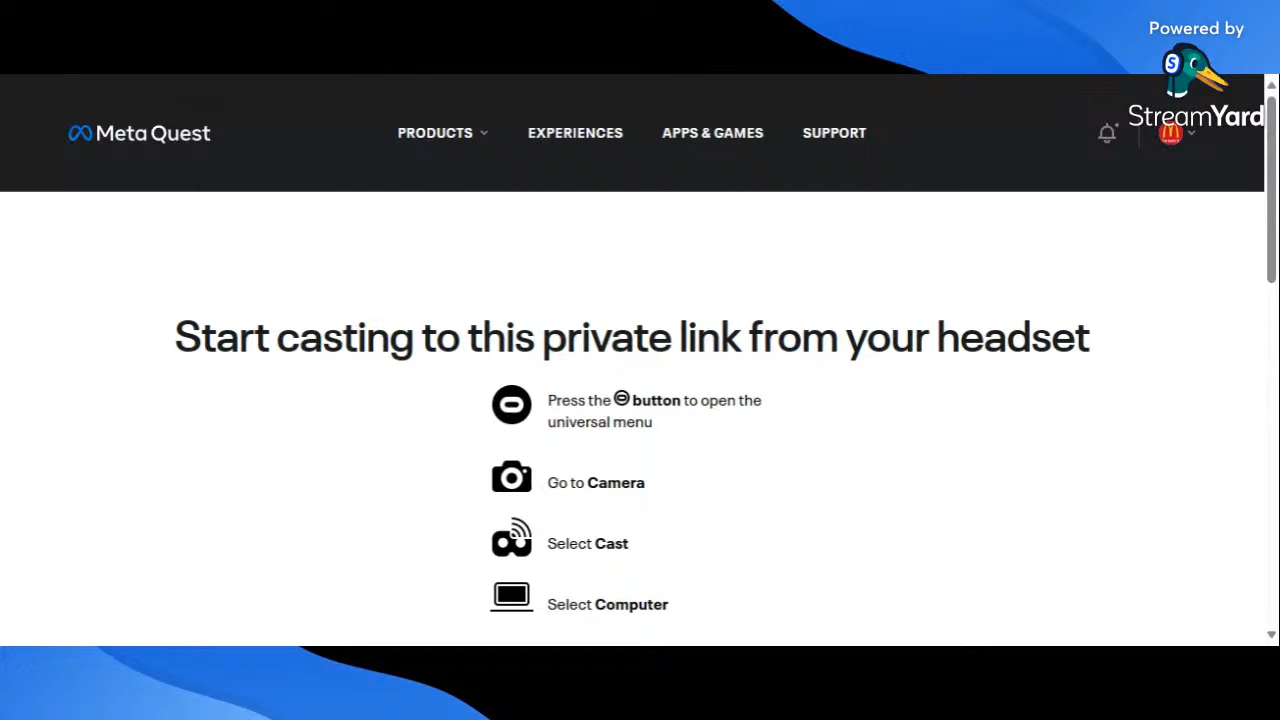 Powered by
StreamYard
Meta Quest
PRODUCTS
EXPERIENCES
APPS & GAMES
SUPPORT
Start casting to this private link from your headset
Press the button to open the
universal menu
Go to Camera
Select Cast
Select Computer